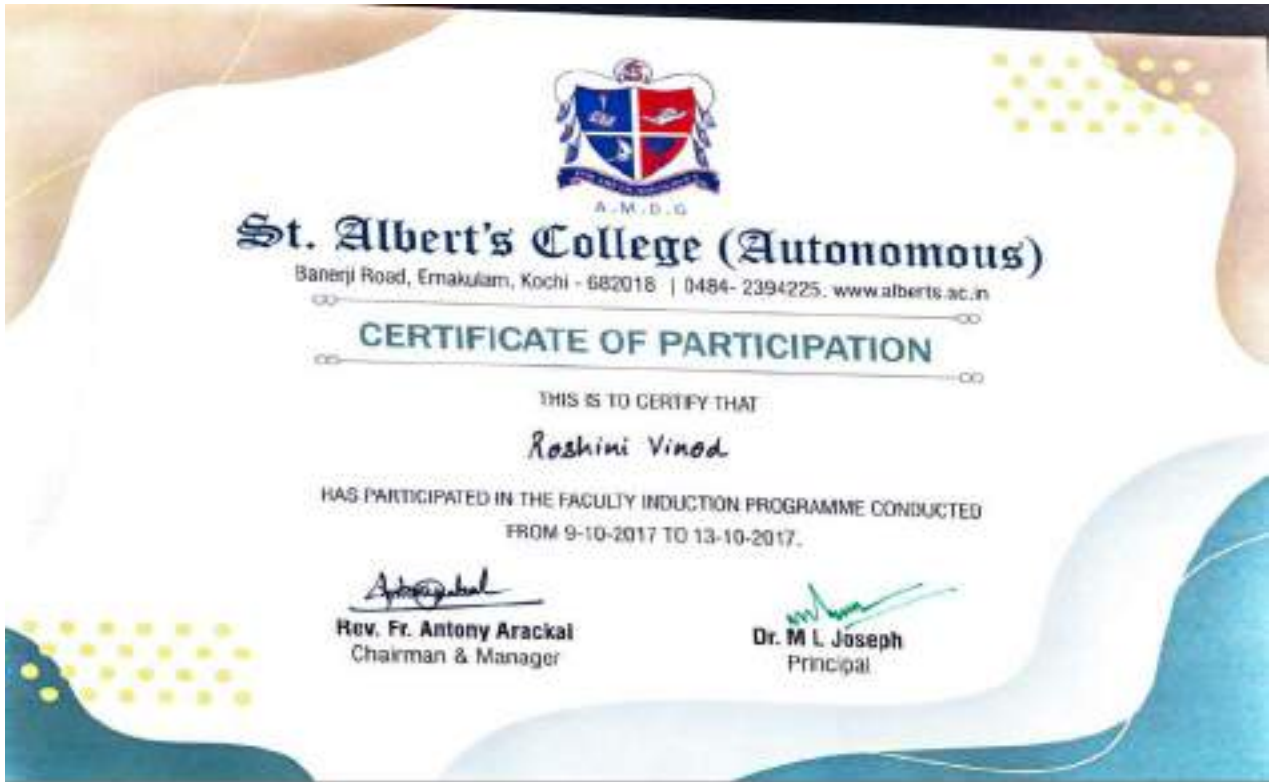 A.M.D.G
St. Albert's College (Autonomous)
Banerji Road, Ernakulam, Kochi - 682018 | 0484- 2394225. www.alberts.ac.in
CERTIFICATE OF PARTICIPATION
THIS IS TO CERTIFY THAT
Roshini Vinod
HAS PARTICIPATED IN THE FACULTY INDUCTION PROGRAMME CONDUCTED
FROM 9-10-2017 TO 13-10-2017.
Rev. Fr. Antony Arackal
Dr. M L Joseph
Chairman & Manager
Principal